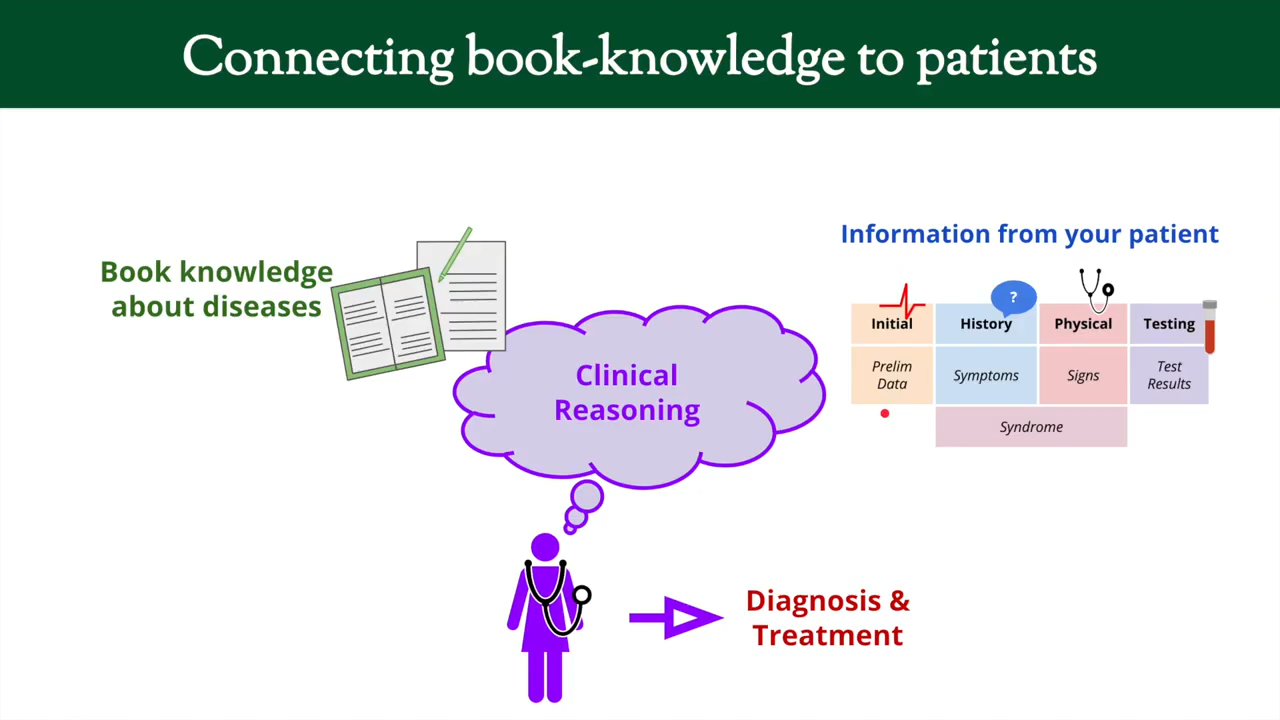 Connecting book-knowledge to patients
Book knowledge
about diseases
Information from your patient
?
Initial
History
Physical
Testing
Prelim
Data
Symptoms
Signs
Test
Results
Syndrome
Clinical
Reasoning
Diagnosis &
Treatment